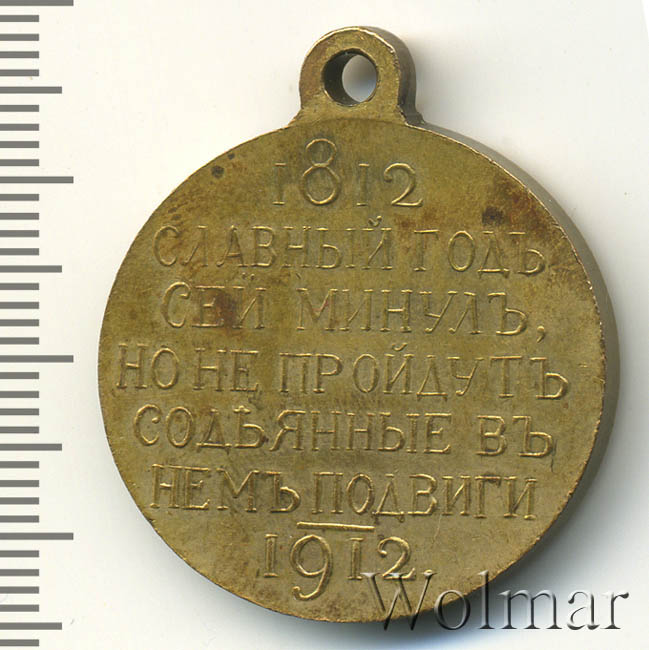 1812
СЛАВНЫЙ ГОДЪ
СЕЙ МИНУЛЪ,
НО НЕ ПРОЙДУТЪ
СОДѢЯННЫЕ ВЪ
НЕМЪ ПОДВИГИ
1912.
Wolmar